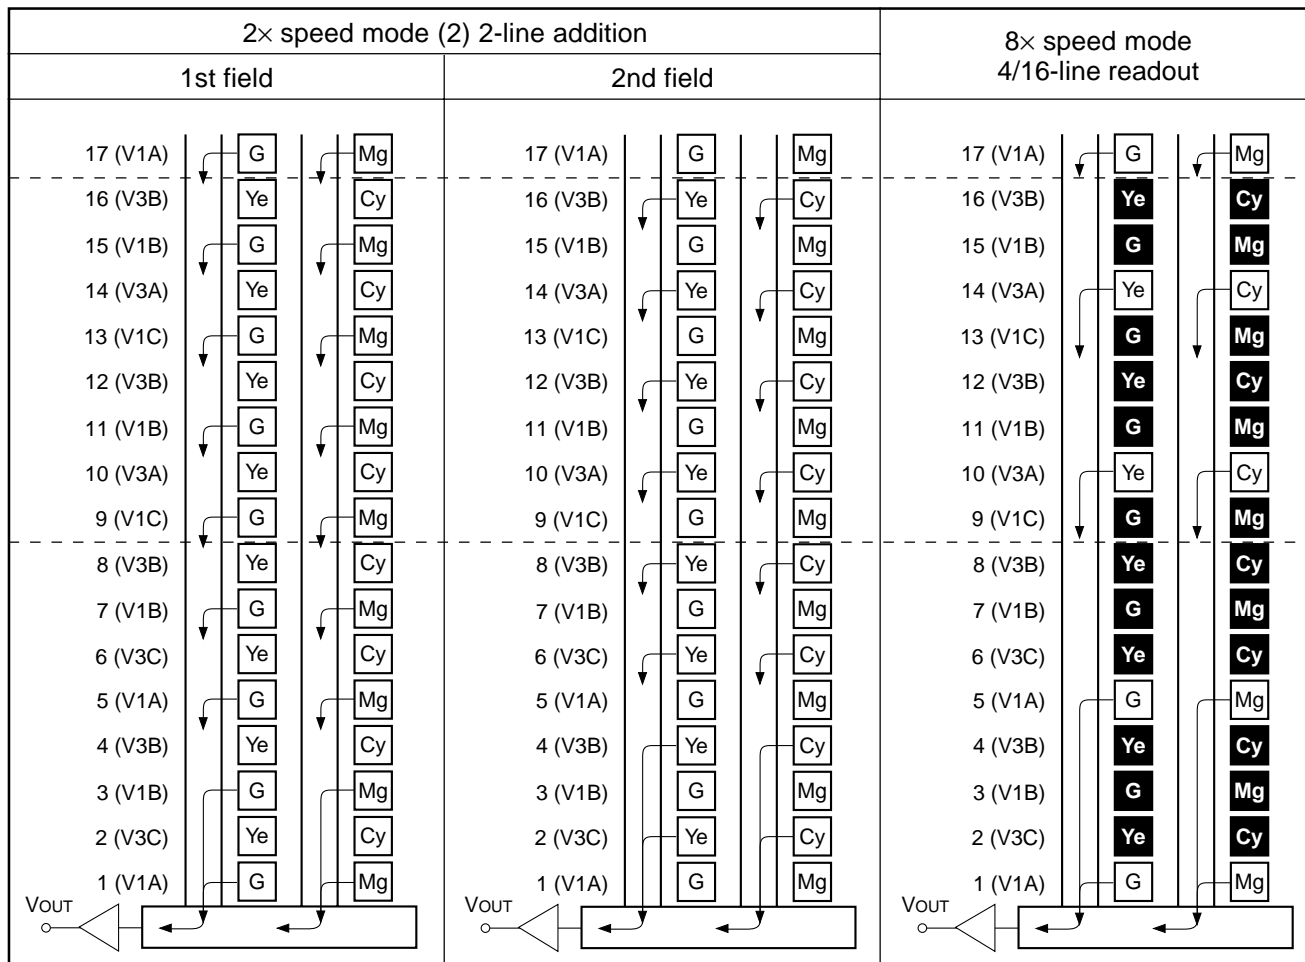 2× speed mode (2) 2-line addition
8× speed mode
4/16-line readout
1st field
2nd field
17 (V1A) G Mg 17 (V1A) G Mg 17 (V1A) G Mg
16 (V3B) Ye Cy 16 (V3B) Ye Cy 16 (V3B) Ye Cy
15 (V1B) G Mg 15 (V1B) G Mg 15 (V1B) G Mg
14 (V3A) Ye Cy 14 (V3A) Ye Cy 14 (V3A) Ye Cy
13 (V1C) G Mg 13 (V1C) G Mg 13 (V1C) G Mg
12 (V3B) Ye Cy 12 (V3B) Ye Cy 12 (V3B) Ye Cy
11 (V1B) G Mg 11 (V1B) G Mg 11 (V1B) G Mg
10 (V3A) Ye Cy 10 (V3A) Ye Cy 10 (V3A) Ye Cy
9 (V1C) G Mg 9 (V1C) G Mg 9 (V1C) G Mg
8 (V3B) Ye Cy 8 (V3B) Ye Cy 8 (V3B) Ye Cy
7 (V1B) G Mg 7 (V1B) G Mg 7 (V1B) G Mg
6 (V3C) Ye Cy 6 (V3C) Ye Cy 6 (V3C) Ye Cy
5 (V1A) G Mg 5 (V1A) G Mg 5 (V1A) G Mg
4 (V3B) Ye Cy 4 (V3B) Ye Cy 4 (V3B) Ye Cy
3 (V1B) G Mg 3 (V1B) G Mg 3 (V1B) G Mg
2 (V3C) Ye Cy 2 (V3C) Ye Cy 2 (V3C) Ye Cy
1 (V1A) G Mg 1 (V1A) G Mg 1 (V1A) G Mg
VOUT VOUT VOUT